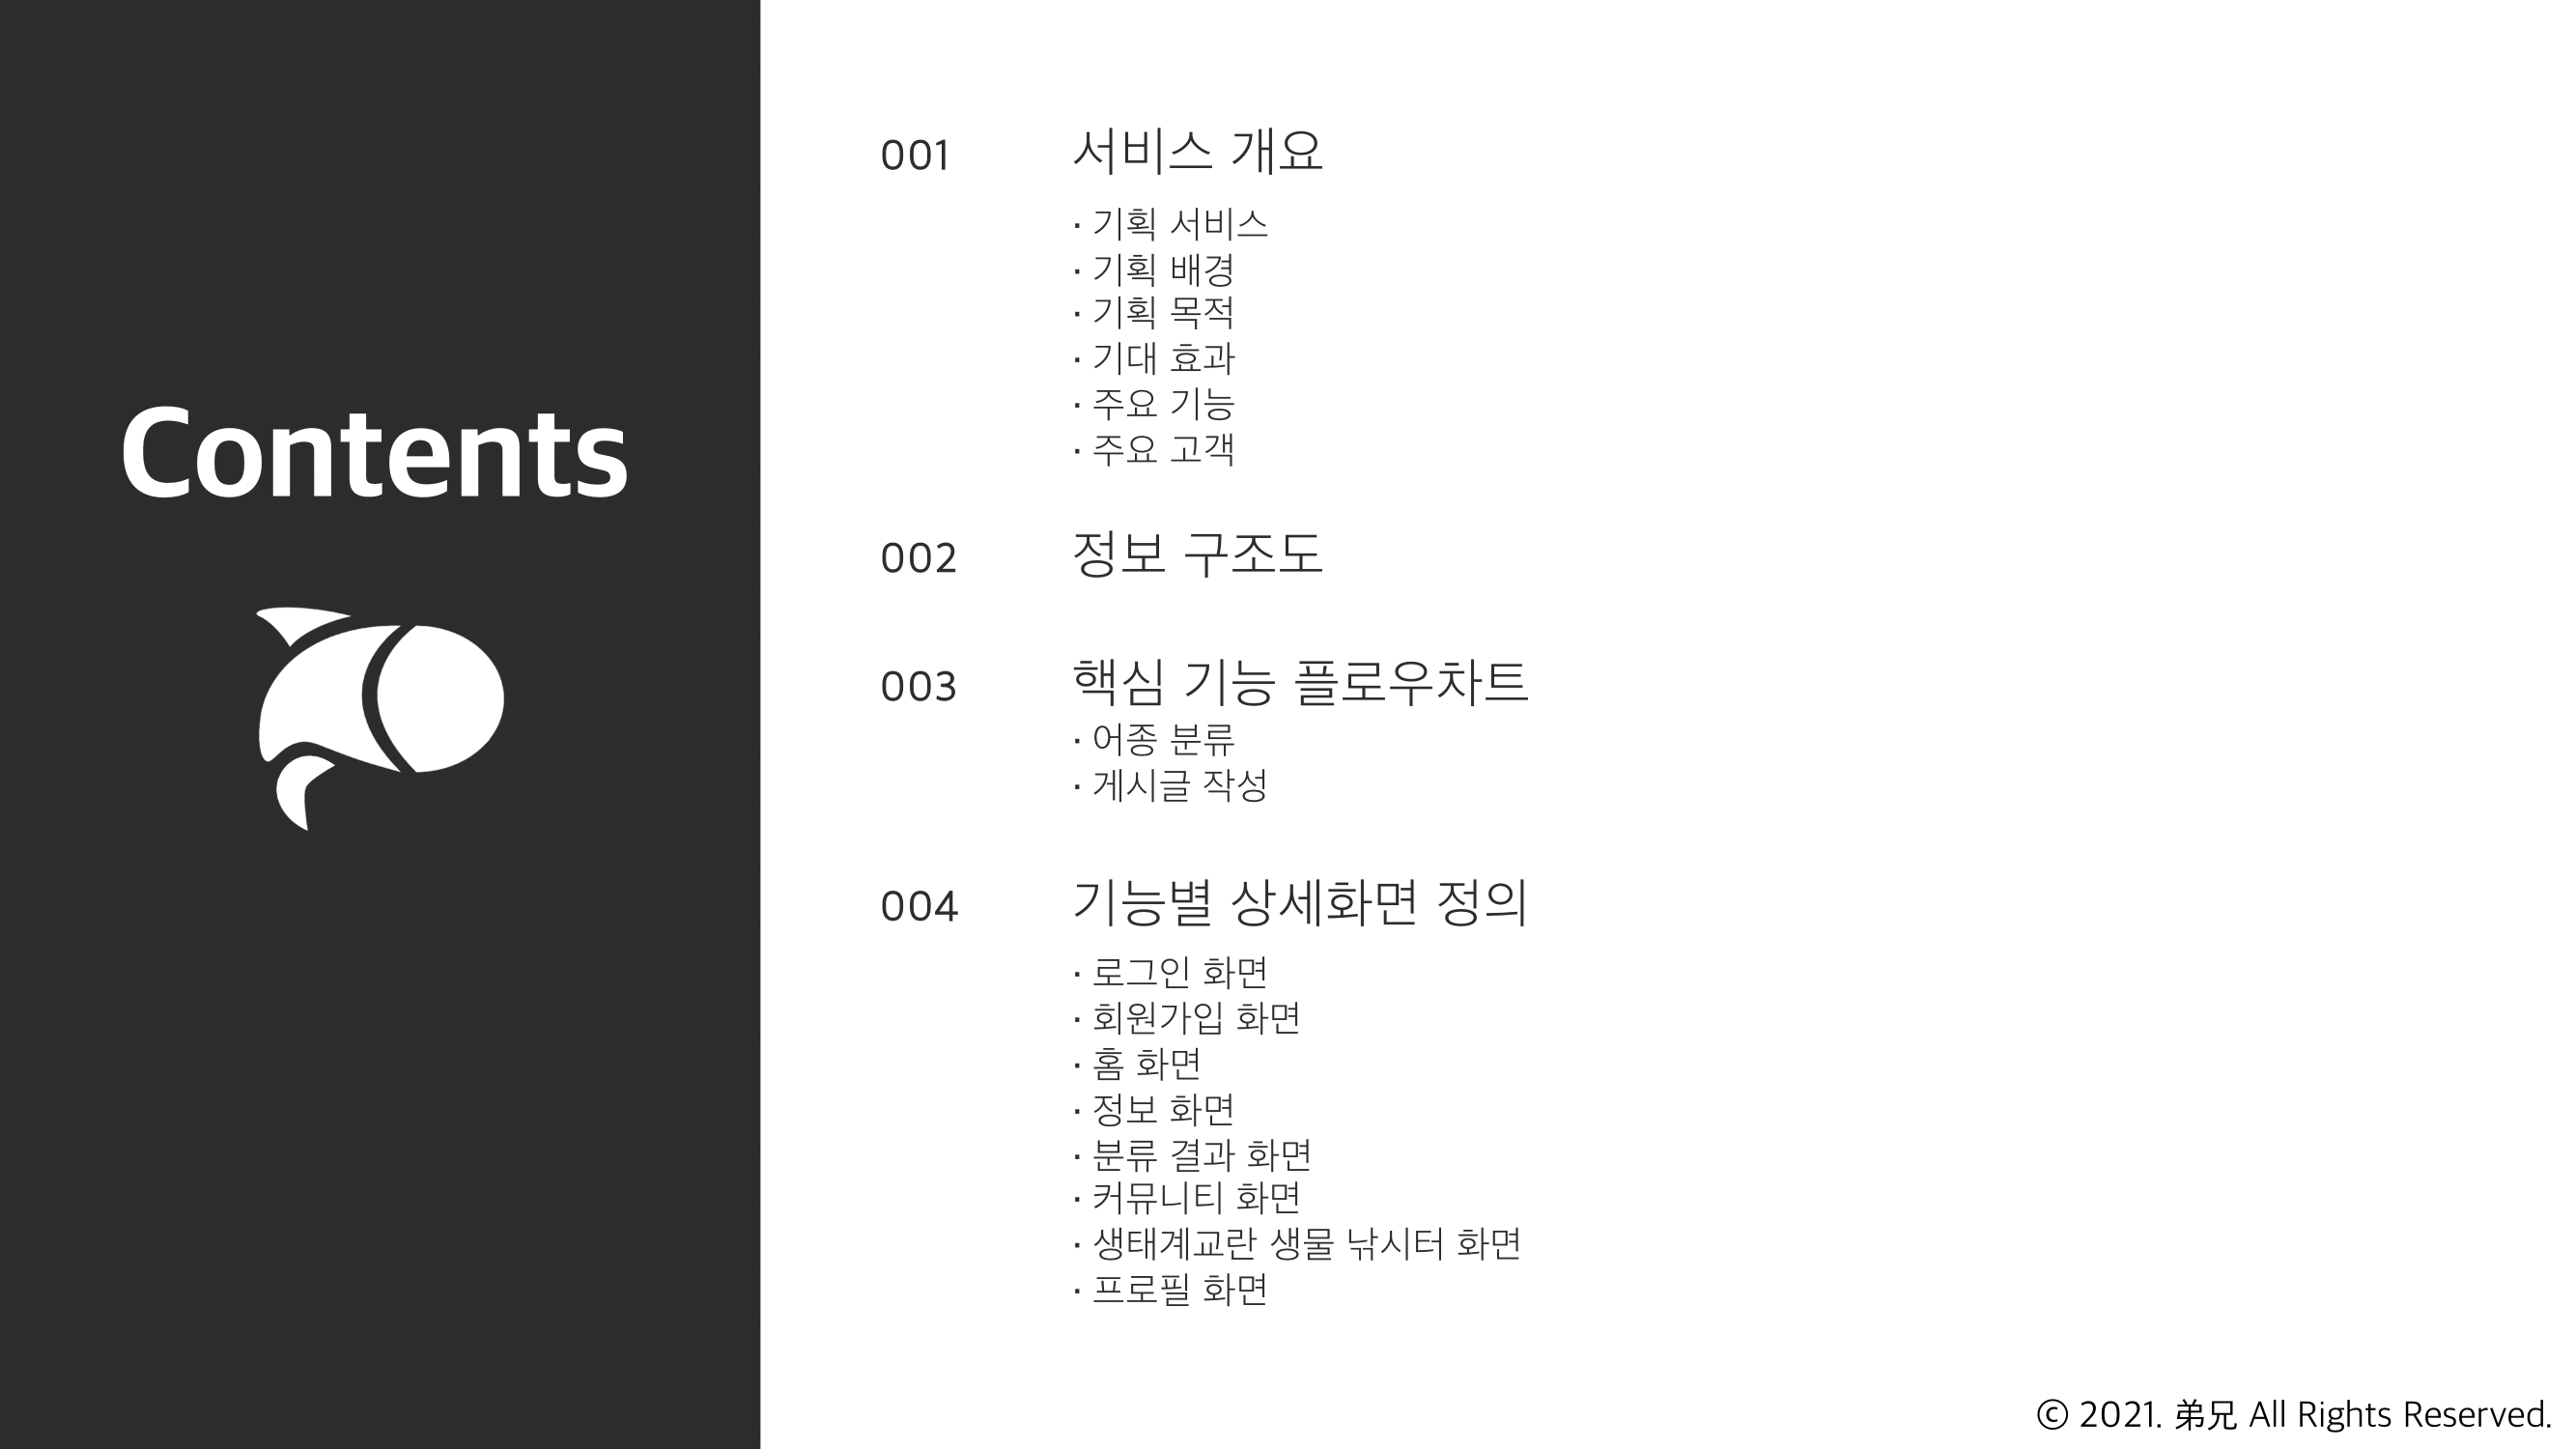 Contents
001 서비스 개요
· 기획 서비스
· 기획 배경
· 기획 목적
· 기대 효과
· 주요 기능
· 주요 고객
002 정보 구조도
003 핵심 기능 플로우차트
· 어종 분류
· 게시글 작성
004 기능별 상세화면 정의
· 로그인 화면
· 회원가입 화면
· 홈 화면
· 정보 화면
· 분류 결과 화면
· 커뮤니티 화면
· 생태계교란 생물 낚시터 화면
· 프로필 화면
© 2021. 弟兄 All Rights Reserved.